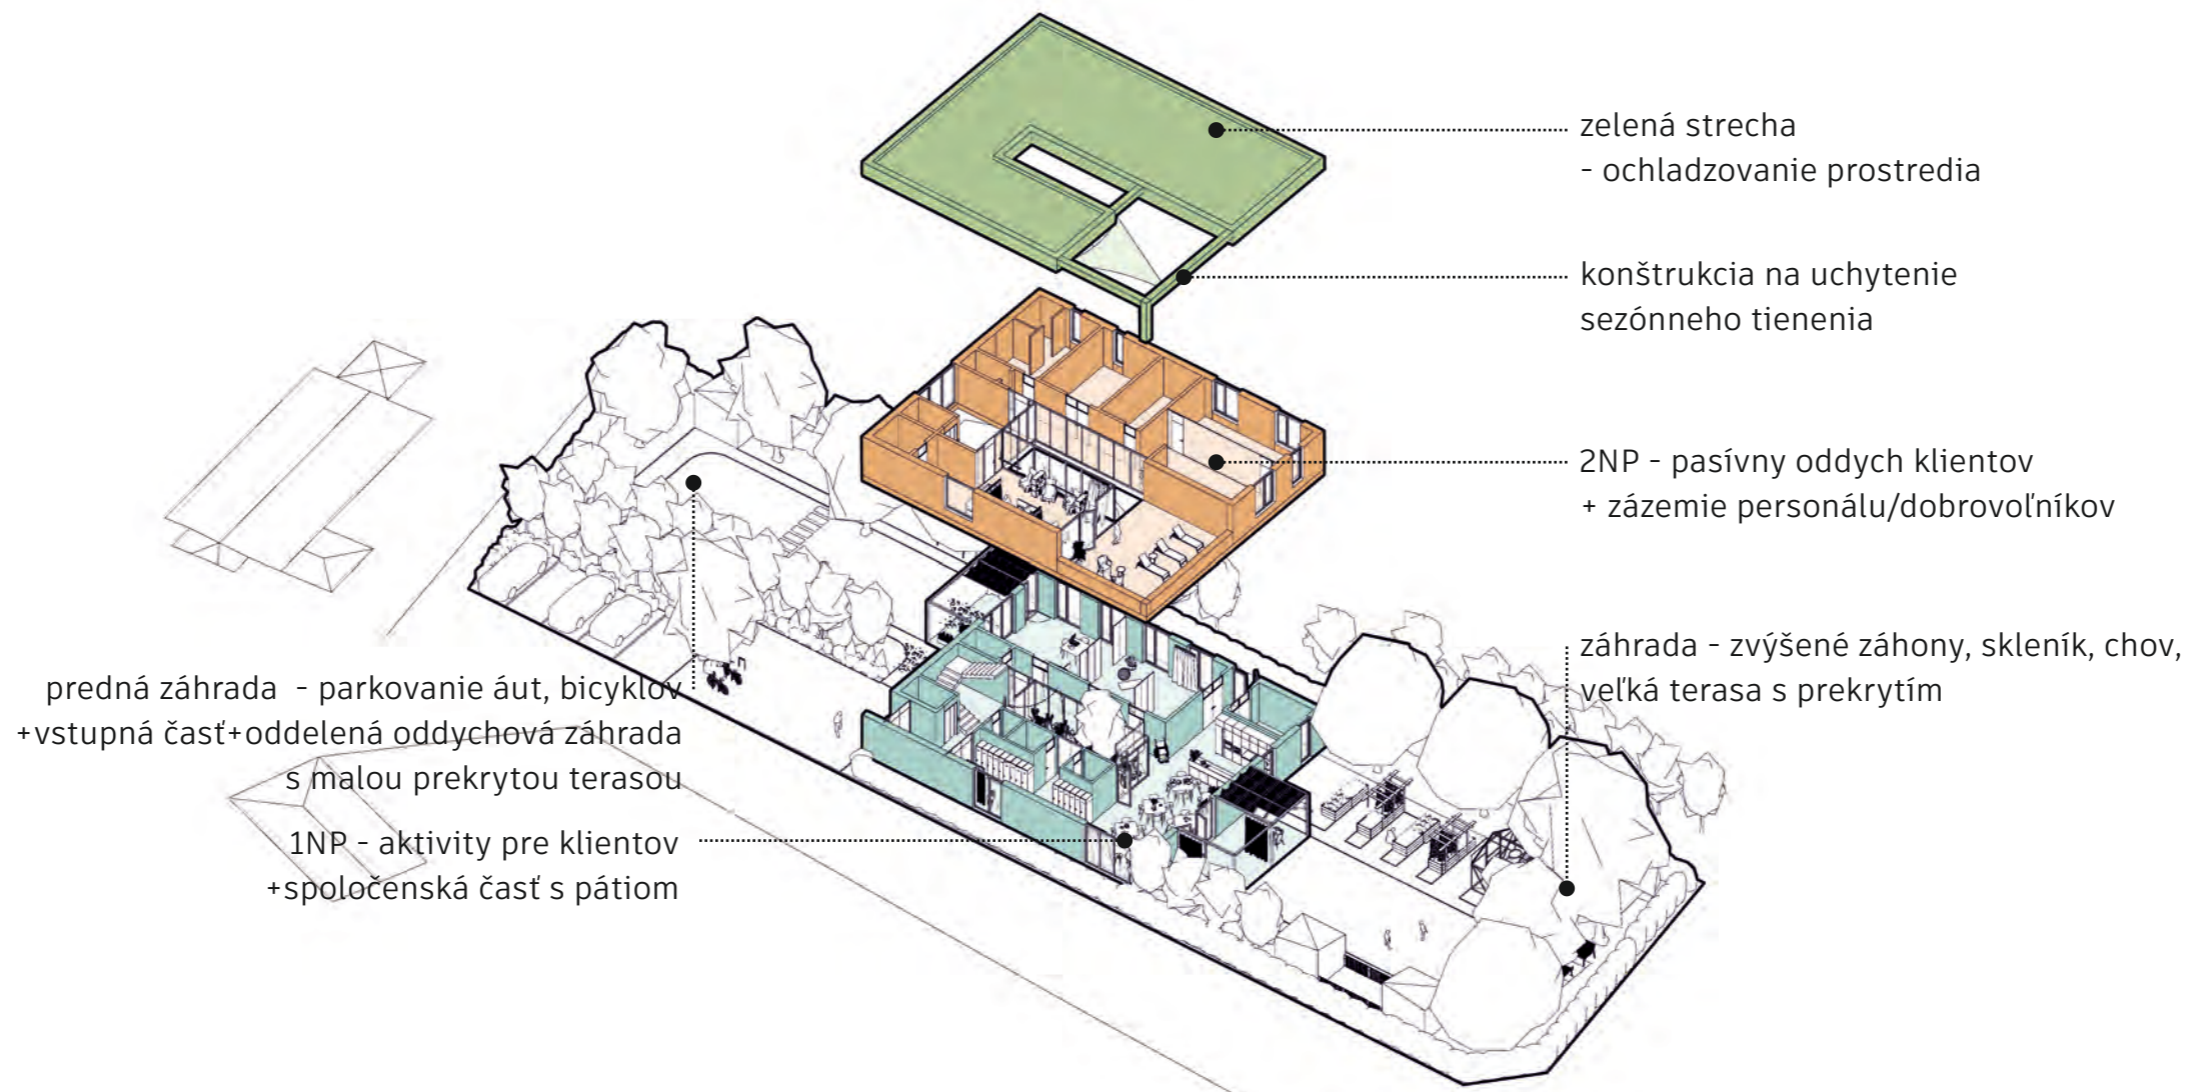 zelená strecha
- ochladzovanie prostredia
konštrukcia na uchytenie
sezónneho tienenia
2NP - pasívny oddych klientov
+ zázemie personálu/dobrovoľníkov
záhrada - zvýšené záhony, skleník, chov,
veľká terasa s prekrytím
predná záhrada - parkovanie áut, bicyklov
+vstupná časť+oddelená oddychová záhrada
s malou prekrytou terasou
1NP - aktivity pre klientov
+spoločenská časť s pátiom